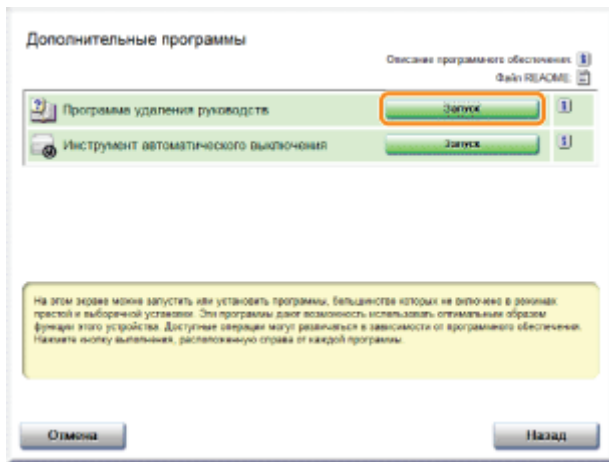 Дополнительные программы
Описание программного обеспечения:
Файл README:
Программа удаления руководств
Запуск
Инструмент автоматического выключения
Запуск
На этом экране можно запустить или установить программы, большинство которых не включено в режимах
простой и выборочной установки. Эти программы дают возможность использовать оптимальным образом
функции этого устройства. Доступные операции могут различаться в зависимости от программного обеспечения.
Нажмите кнопку выполнения, расположенную справа от каждой программы.
Отмена
Назад